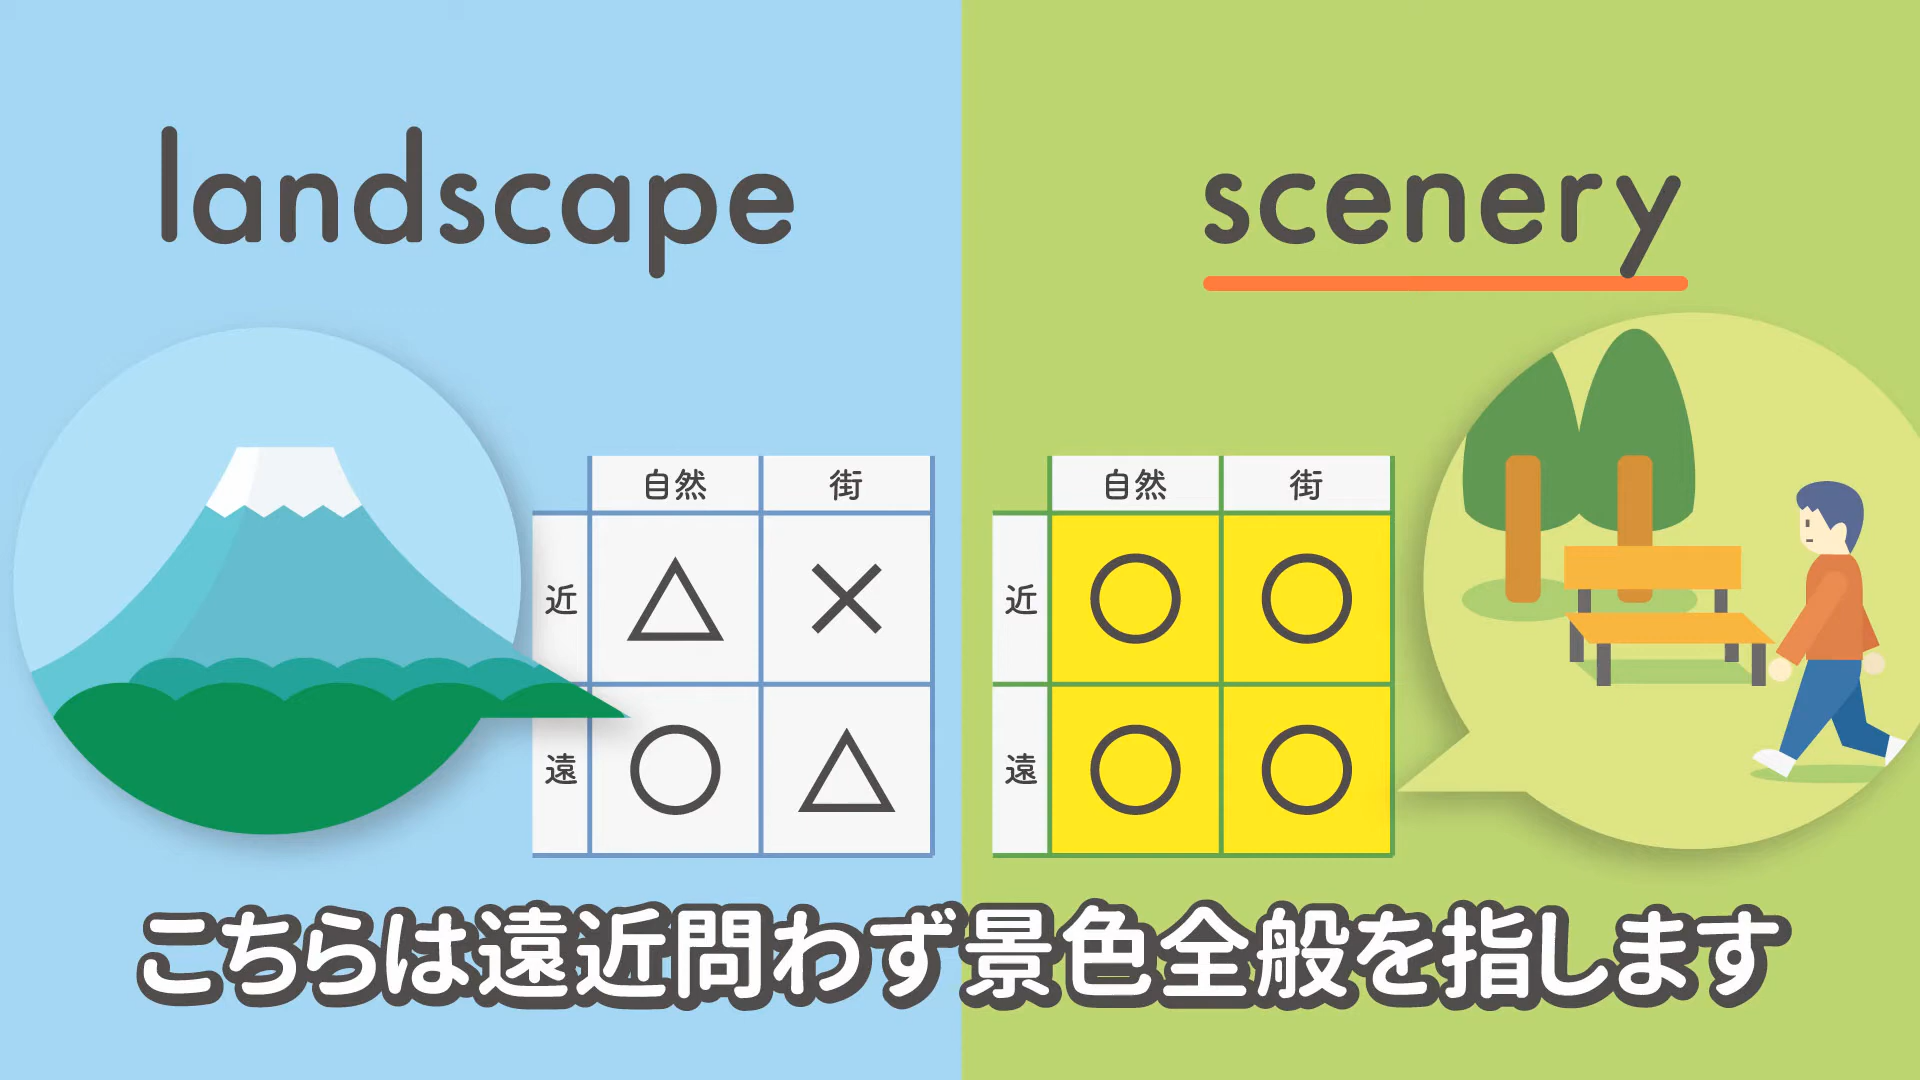 landscape
scenery
自然 街
近 △ ×
遠 ○ △
自然 街
近 ○ ○
遠 ○ ○
こちらは遠近問わず景色全般を指します